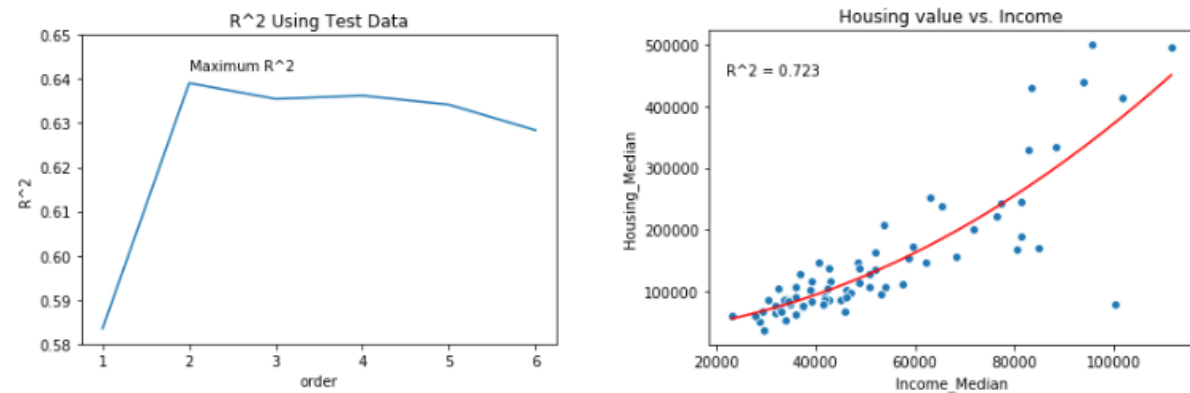 R^2 Using Test Data
0.65
0.64
0.63
0.62
0.61
0.60
0.59
0.58
R^2
Maximum R^2
1 2 3 4 5 6
order
Housing value vs. Income
500000
400000
300000
200000
100000
Housing_Median
R^2 = 0.723
20000 40000 60000 80000 100000
Income_Median